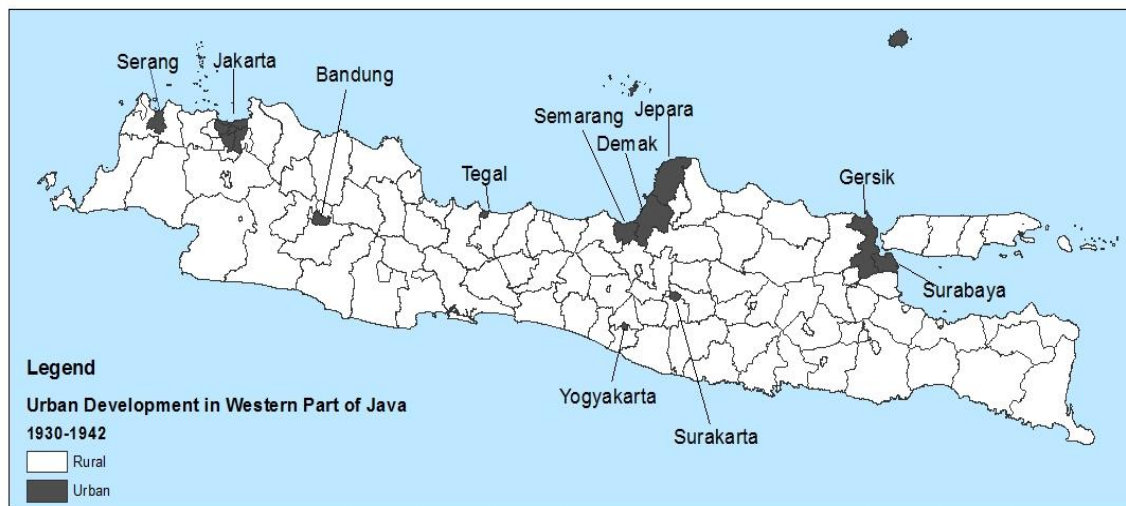 Serang
Jakarta
Bandung
Tegal
Semarang
Demak
Jepara
Gersik
Surabaya
Yogyakarta
Surakarta
Legend
Urban Development in Western Part of Java
1930-1942
Rural
Urban